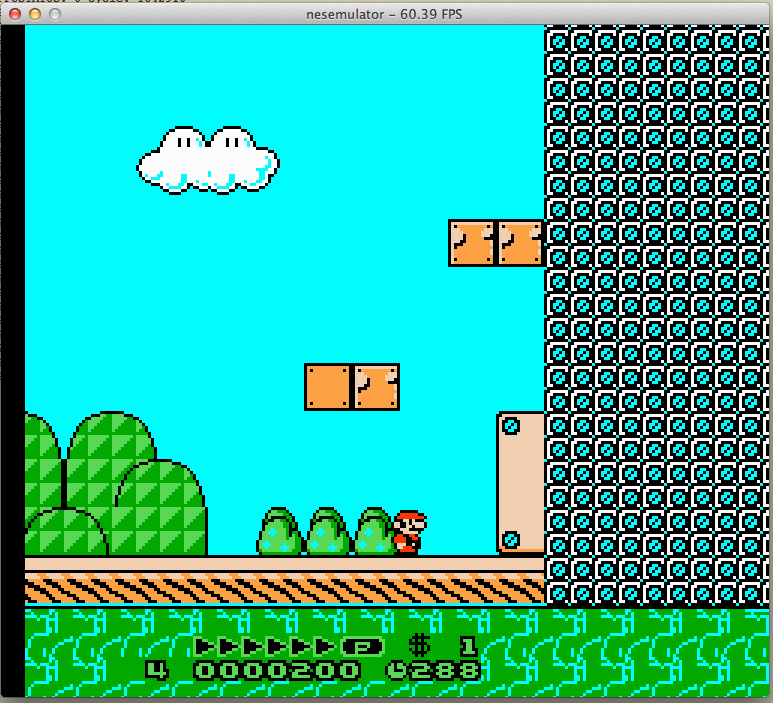 nesemulator – 60.39 FPS
? ?
?
P $ 1
4 0000200 288